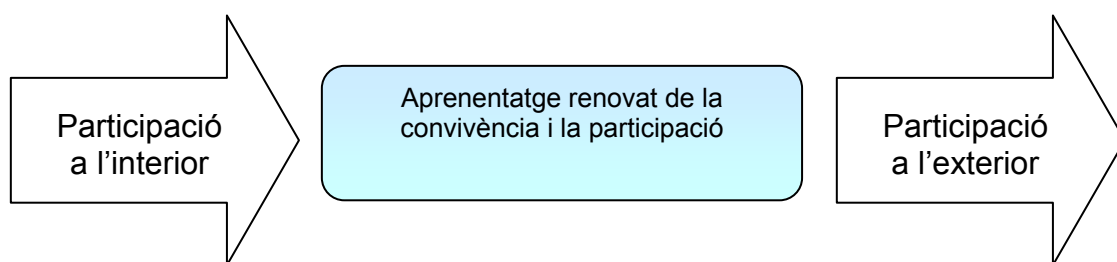 Participació
a l’interior
Aprenentatge renovat de la
convivència i la participació
Participació
a l’exterior